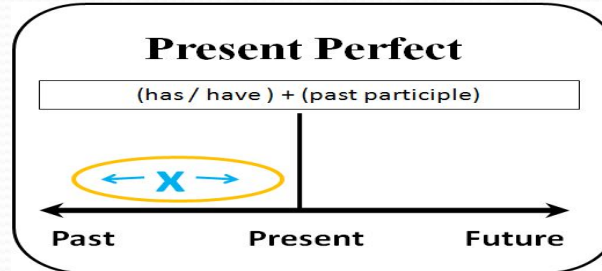 Present Perfect
(has / have ) + (past participle)
X
Past Present Future